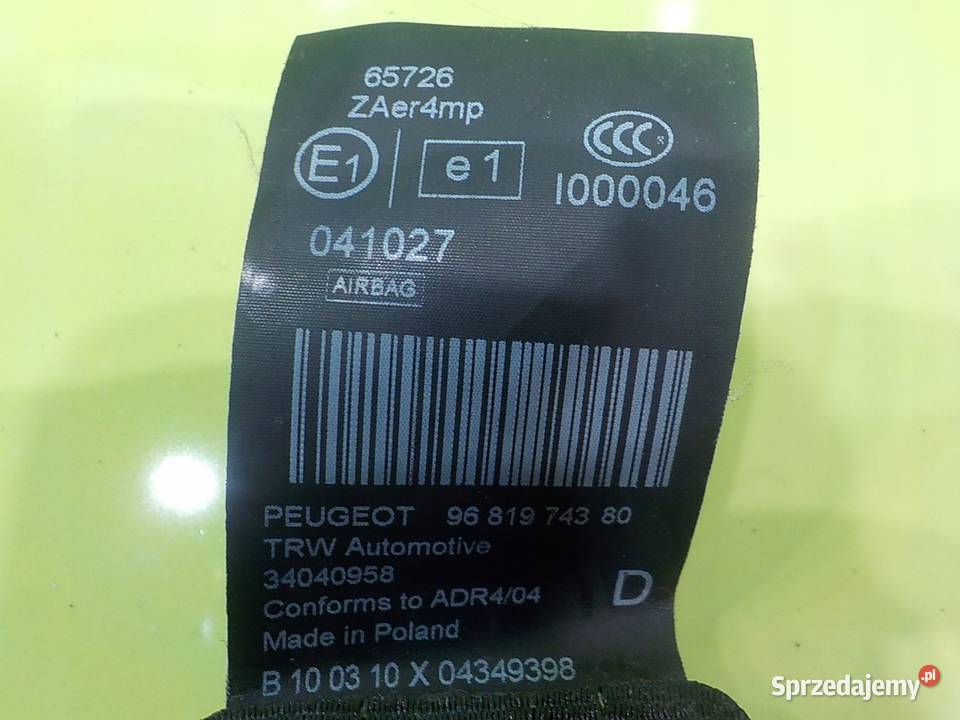 65726
ZAer4mp
E1 e1 CCC S
I000046
041027
AIRBAG
PEUGEOT 96 819 743 80
TRW Automotive
34040958
Conforms to ADR4/04 D
Made in Poland
B 10 03 10 X 04349398
Sprzedajemy.pl